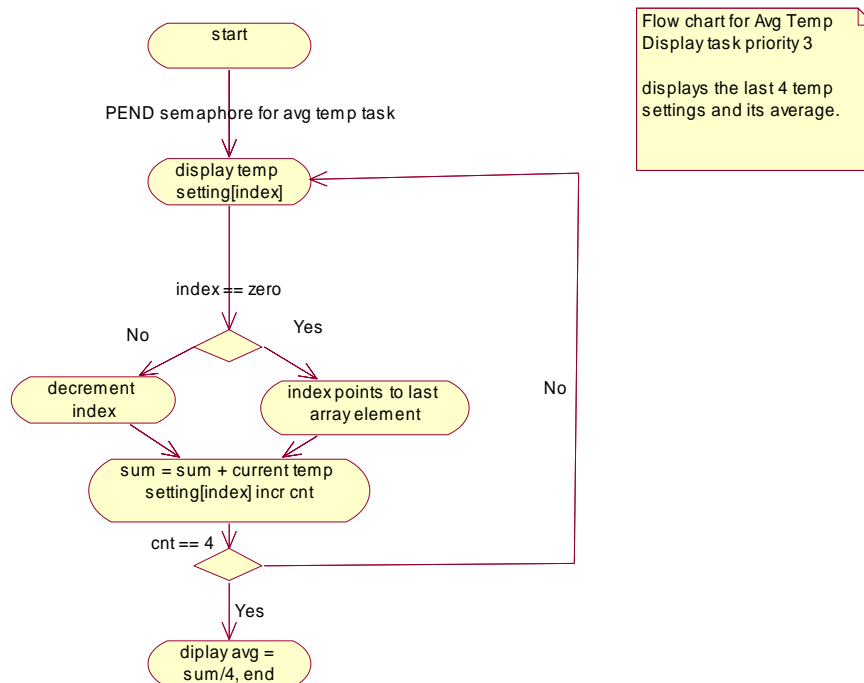 start
Flow chart for Avg Temp
Display task priority 3
displays the last 4 temp
settings and its average.
PEND semaphore for avg temp task
display temp
setting[index]
index == zero
No
Yes
decrement
index
index points to last
array element
No
sum = sum + current temp
setting[index] incr cnt
cnt == 4
Yes
diplay avg =
sum/4, end